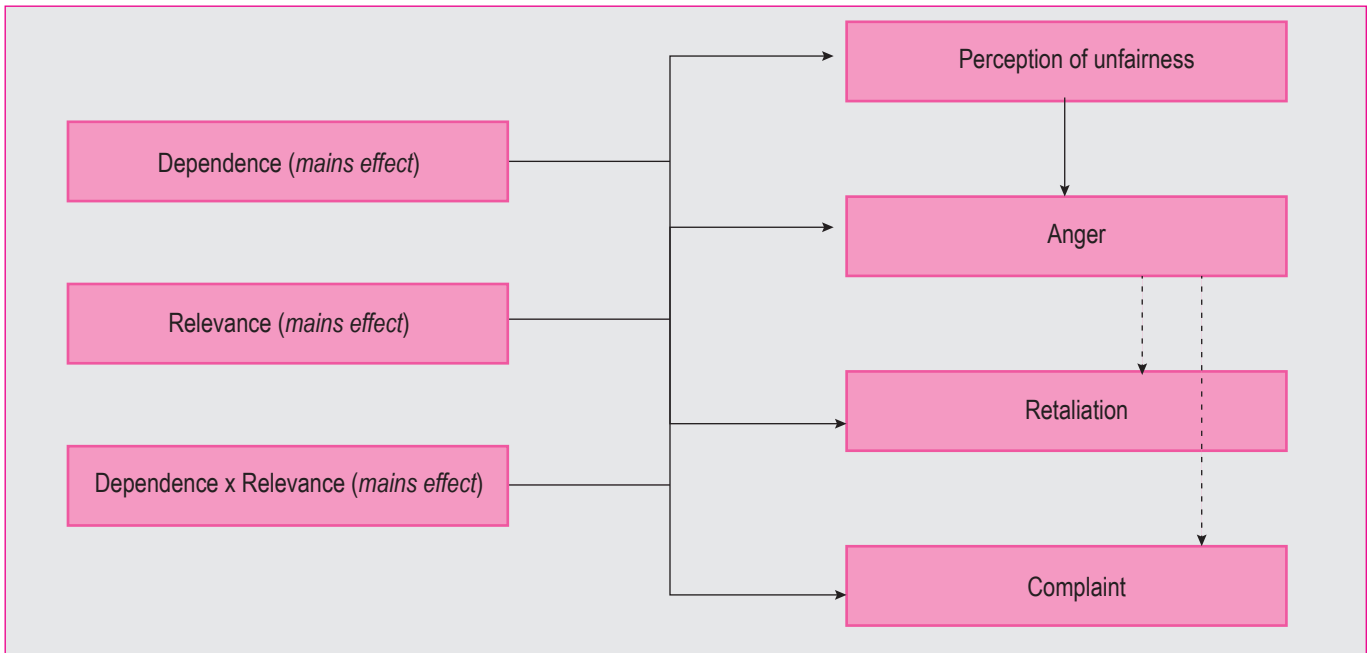 Perception of unfairness
Dependence (mains effect)
Anger
Relevance (mains effect)
Retaliation
Dependence x Relevance (mains effect)
Complaint